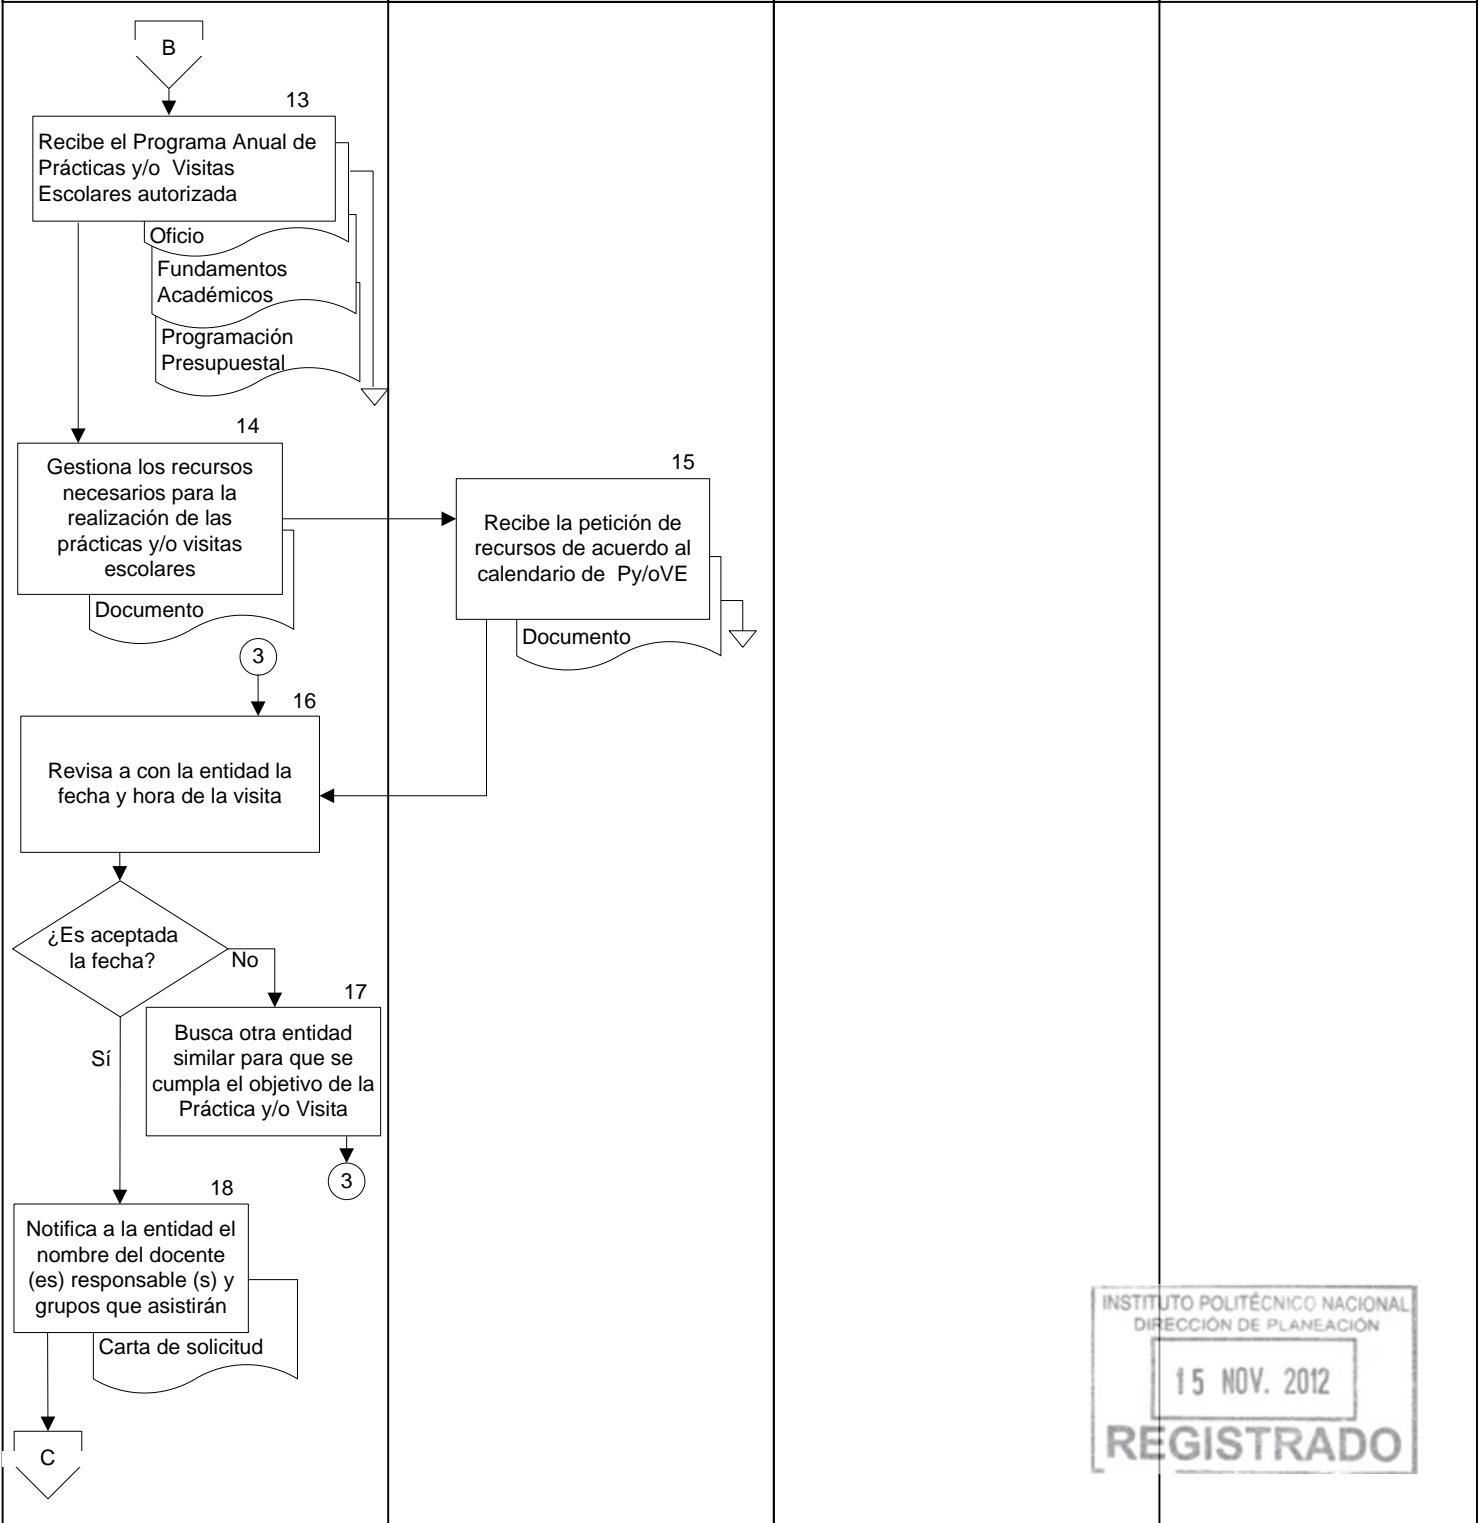 B
13
Recibe el Programa Anual de
Prácticas y/o Visitas
Escolares autorizada
Oficio
Fundamentos
Académicos
Programación
Presupuestal
14
Gestiona los recursos
necesarios para la
realización de las
prácticas y/o visitas
escolares
Documento
15
Recibe la petición de
recursos de acuerdo al
calendario de Py/oVE
Documento
3
16
Revisa a con la entidad la
fecha y hora de la visita
¿Es aceptada
la fecha?
No
Sí
17
Busca otra entidad
similar para que se
cumpla el objetivo de la
Práctica y/o Visita
3
18
Notifica a la entidad el
nombre del docente
(es) responsable (s) y
grupos que asistirán
Carta de solicitud
C
INSTITUTO POLITÉCNICO NACIONAL
DIRECCIÓN DE PLANEACIÓN
15 NOV. 2012
REGISTRADO